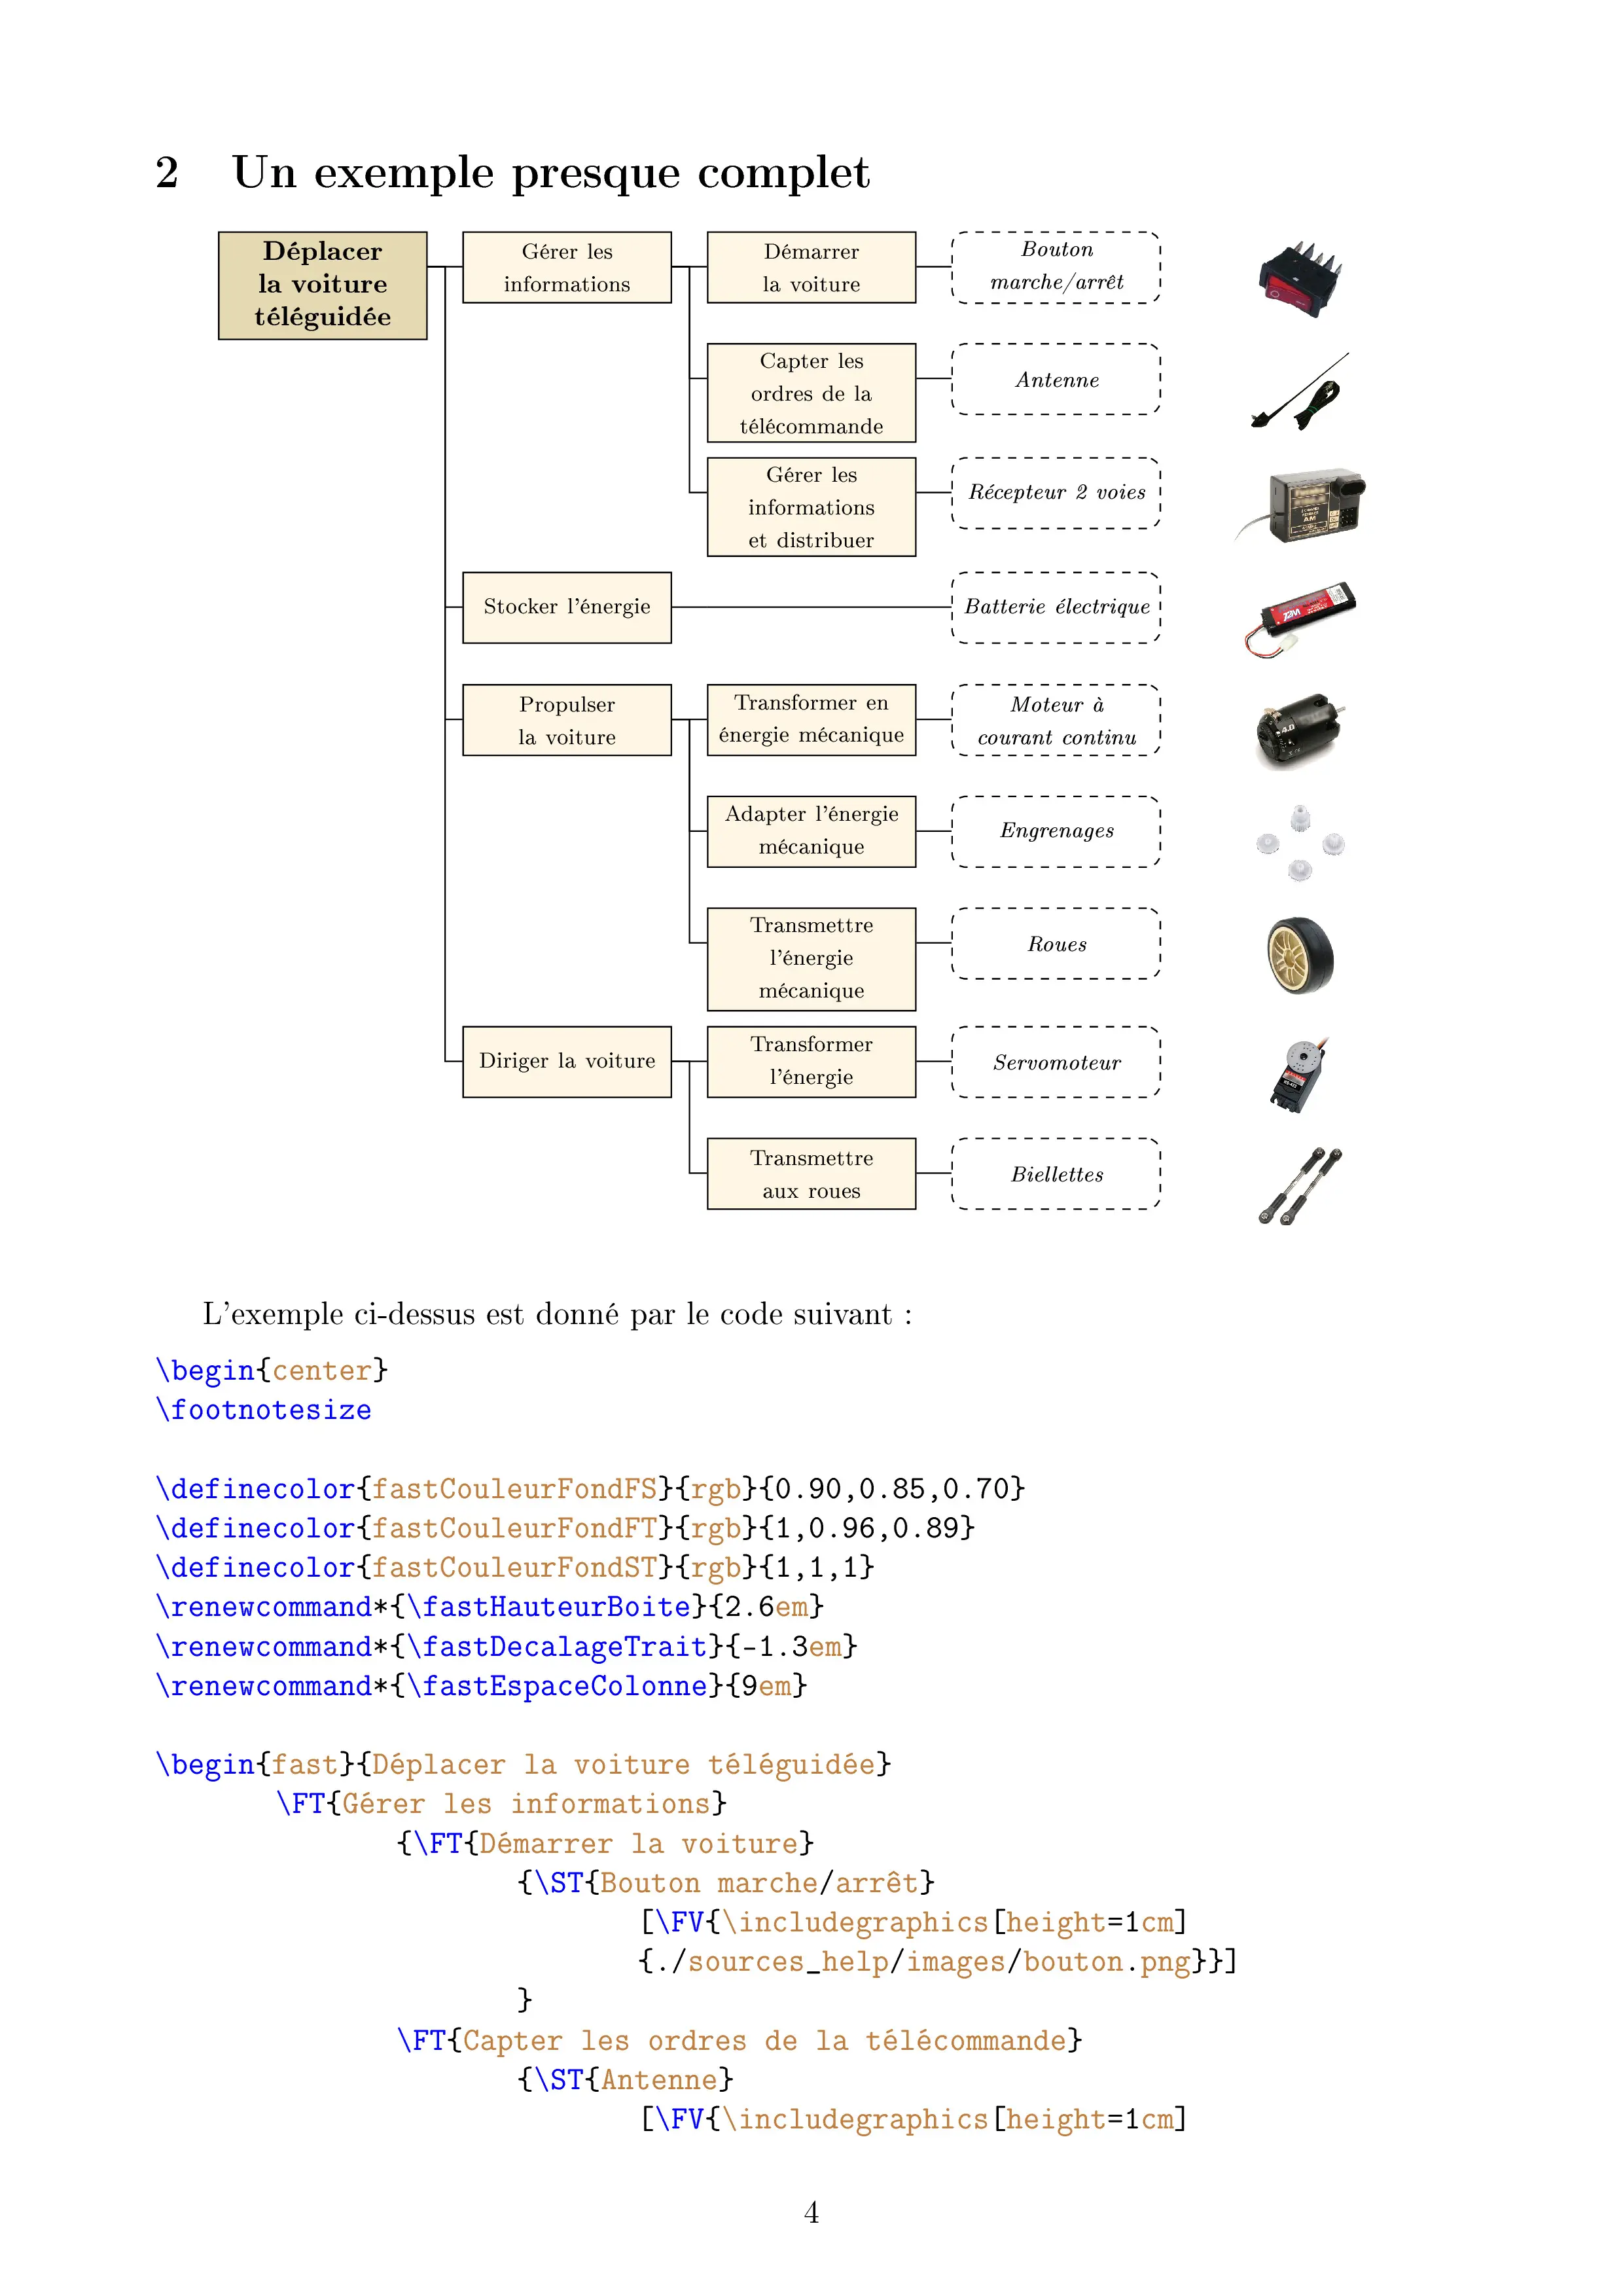 2 Un exemple presque complet
Déplacer
la voiture
téléguidée
Gérer les
informations
Démarrer
la voiture
Bouton
marche/arrêt
Capter les
ordres de la
télécommande
Antenne
Gérer les
informations
et distribuer
Récepteur 2 voies
AM
Stocker l'énergie
Batterie électrique
Propulser
la voiture
Transformer en
énergie mécanique
Moteur à
courant continu
4.0
Adapter l'énergie
mécanique
Engrenages
Transmettre
l'énergie
mécanique
Roues
Diriger la voiture
Transformer
l'énergie
Servomoteur
Transmettre
aux roues
Biellettes
L'exemple ci-dessus est donné par le code suivant :
\begin{center}
\footnotesize
\definecolor{fastCouleurFondFS}{rgb}{0.90,0.85,0.70}
\definecolor{fastCouleurFondFT}{rgb}{1,0.96,0.89}
\definecolor{fastCouleurFondST}{rgb}{1,1,1}
\renewcommand*{\fastHauteurBoite}{2.6em}
\renewcommand*{\fastDecalageTrait}{-1.3em}
\renewcommand*{\fastEspaceColonne}{9em}
\begin{fast}{Déplacer la voiture téléguidée}
\FT{Gérer les informations}
{\FT{Démarrer la voiture}
{\ST{Bouton marche/arrêt}
[\FV{\includegraphics[height=1cm]
{./sources_help/images/bouton.png}}]
}
\FT{Capter les ordres de la télécommande}
{\ST{Antenne}
[\FV{\includegraphics[height=1cm]
4